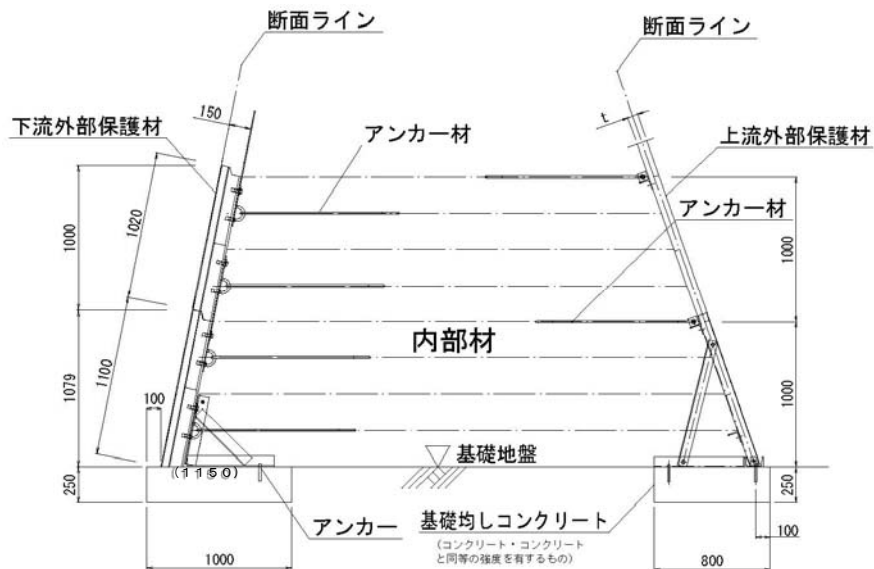 断面ライン
断面ライン
150
t
下流外部保護材
アンカー材
上流外部保護材
アンカー材
1000
1020
1000
内部材
1079
1100
1000
100
基礎地盤
(1150)
250
250
アンカー
基礎均しコンクリート
(コンクリート・コンクリート
と同等の強度を有するもの)
100
1000
800